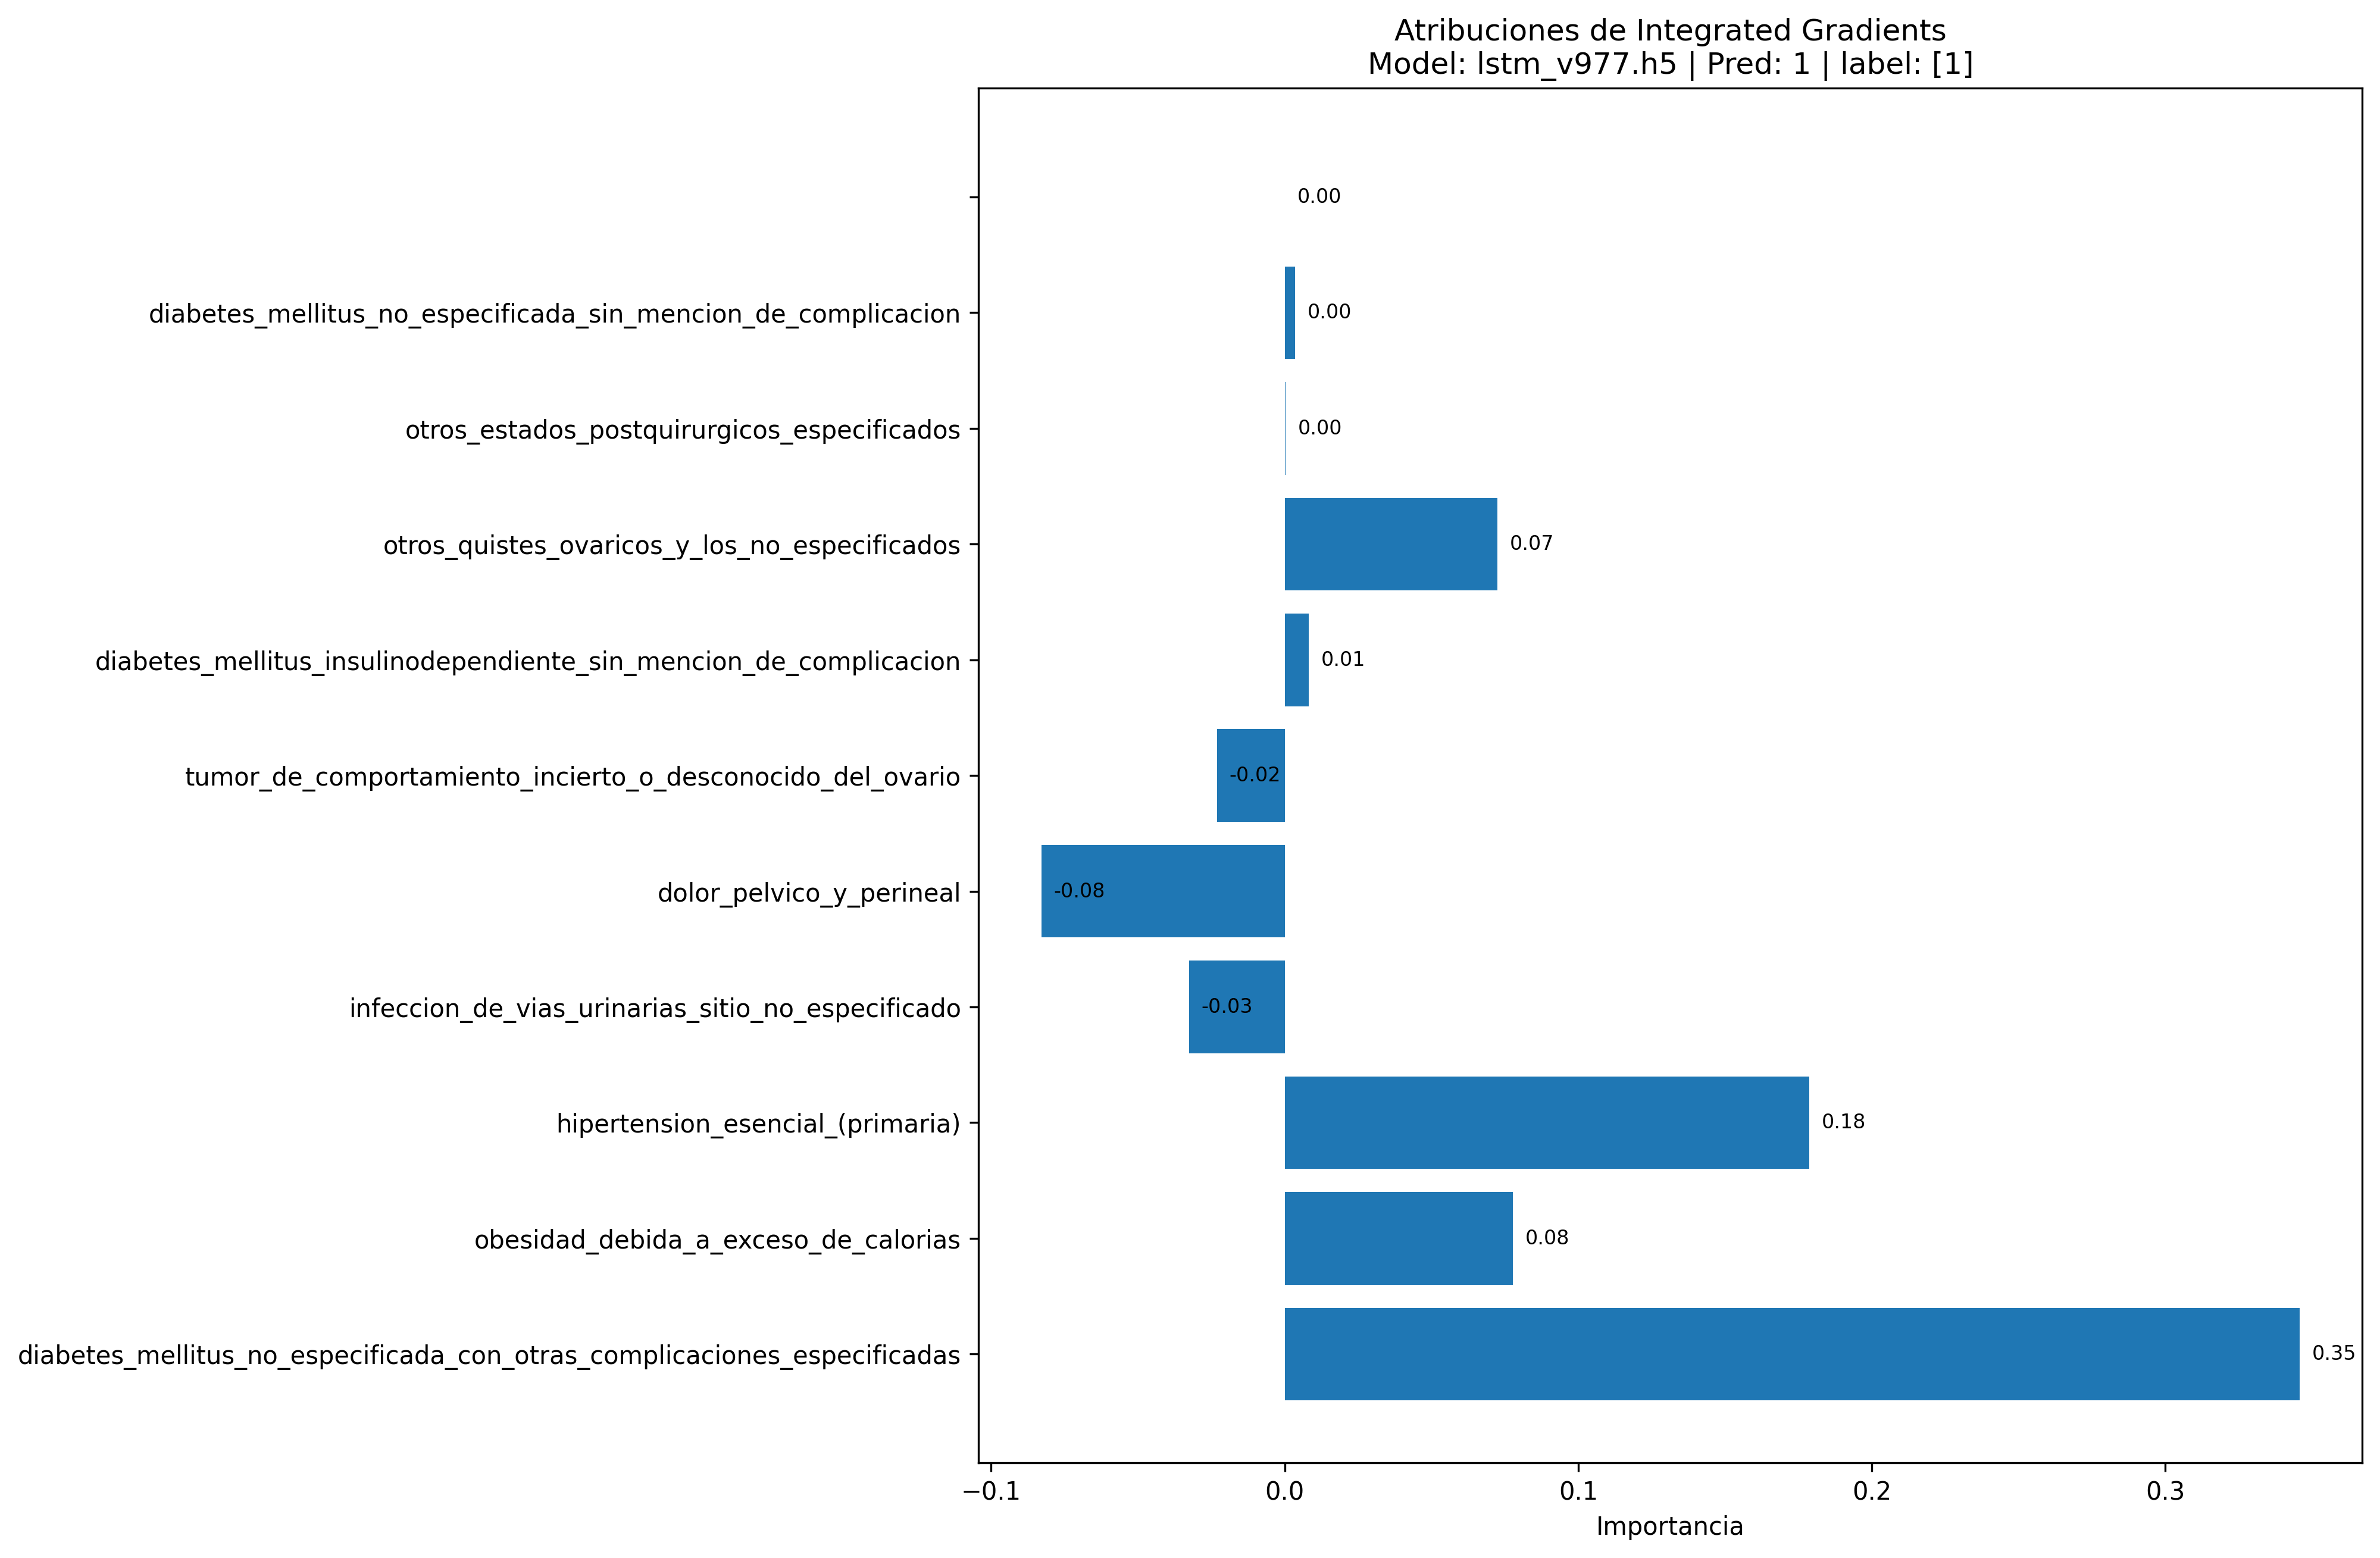 Atribuciones de Integrated Gradients
Model: lstm_v977.h5 | Pred: 1 | label: [1]
0.00
diabetes_mellitus_no_especificada_sin_mencion_de_complicacion 0.00
otros_estados_postquirurgicos_especificados 0.00
otros_quistes_ovaricos_y_los_no_especificados 0.07
diabetes_mellitus_insulinodependiente_sin_mencion_de_complicacion 0.01
tumor_de_comportamiento_incierto_o_desconocido_del_ovario -0.02
dolor_pelvico_y_perineal -0.08
infeccion_de_vias_urinarias_sitio_no_especificado -0.03
hipertension_esencial_(primaria) 0.18
obesidad_debida_a_exceso_de_calorias 0.08
diabetes_mellitus_no_especificada_con_otras_complicaciones_especificadas 0.35
−0.1 0.0 0.1 0.2 0.3
Importancia